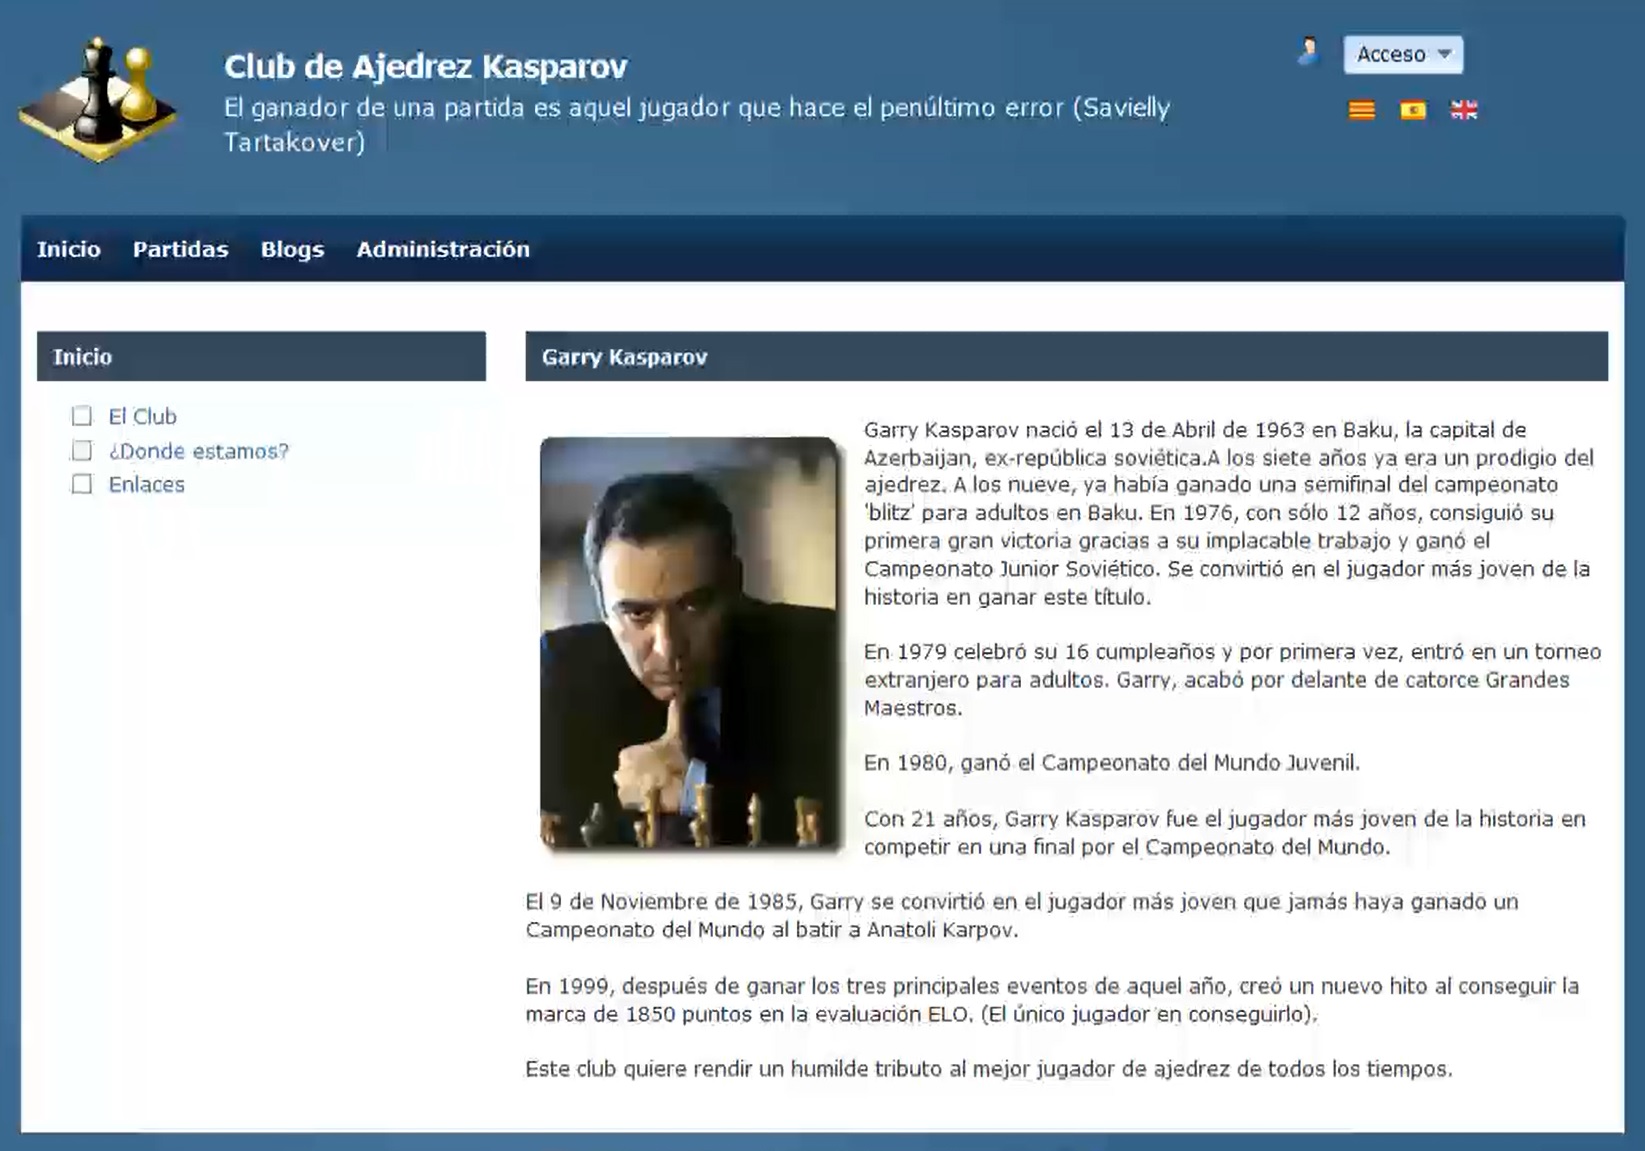 Club de Ajedrez Kasparov
El ganador de una partida es aquel jugador que hace el penúltimo error (Savielly
Tartakover)
Acceso
Inicio Partidas Blogs Administración
Inicio
El Club
¿Donde estamos?
Enlaces
Garry Kasparov
Garry Kasparov nació el 13 de Abril de 1963 en Baku, la capital de
Azerbaijan, ex-república soviética.A los siete años ya era un prodigio del
ajedrez. A los nueve, ya había ganado una semifinal del campeonato
'blitz' para adultos en Baku. En 1976, con sólo 12 años, consiguió su
primera gran victoria gracias a su implacable trabajo y ganó el
Campeonato Junior Soviético. Se convirtió en el jugador más joven de la
historia en ganar este título.
En 1979 celebró su 16 cumpleaños y por primera vez, entró en un torneo
extranjero para adultos. Garry, acabó por delante de catorce Grandes
Maestros.
En 1980, ganó el Campeonato del Mundo Juvenil.
Con 21 años, Garry Kasparov fue el jugador más joven de la historia en
competir en una final por el Campeonato del Mundo.
El 9 de Noviembre de 1985, Garry se convirtió en el jugador más joven que jamás haya ganado un
Campeonato del Mundo al batir a Anatoli Karpov.
En 1999, después de ganar los tres principales eventos de aquel año, creó un nuevo hito al conseguir la
marca de 1850 puntos en la evaluación ELO. (El único jugador en conseguirlo).
Este club quiere rendir un humilde tributo al mejor jugador de ajedrez de todos los tiempos.